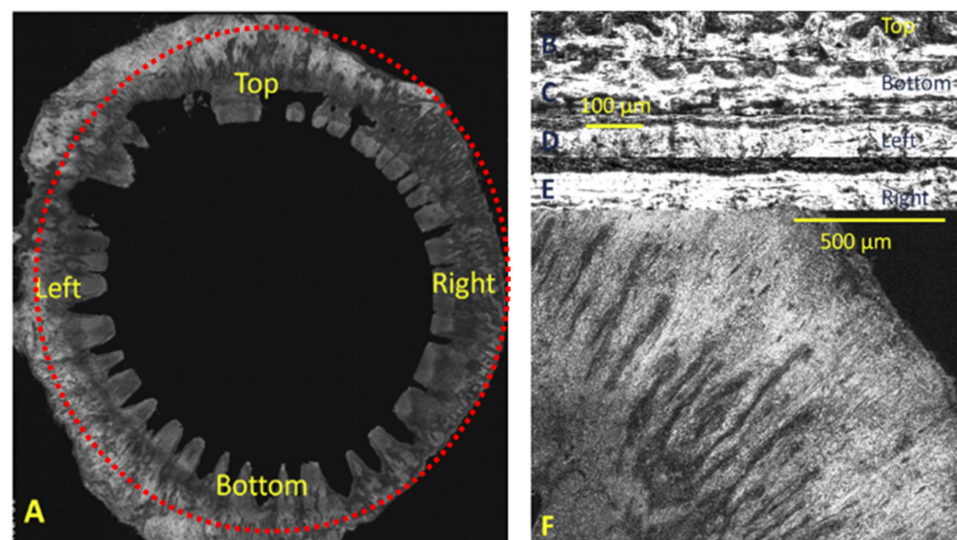 Top
Left
Right
Bottom
A
B
Top
C
Bottom
100 µm
D
Left
E
Right
500 µm
F